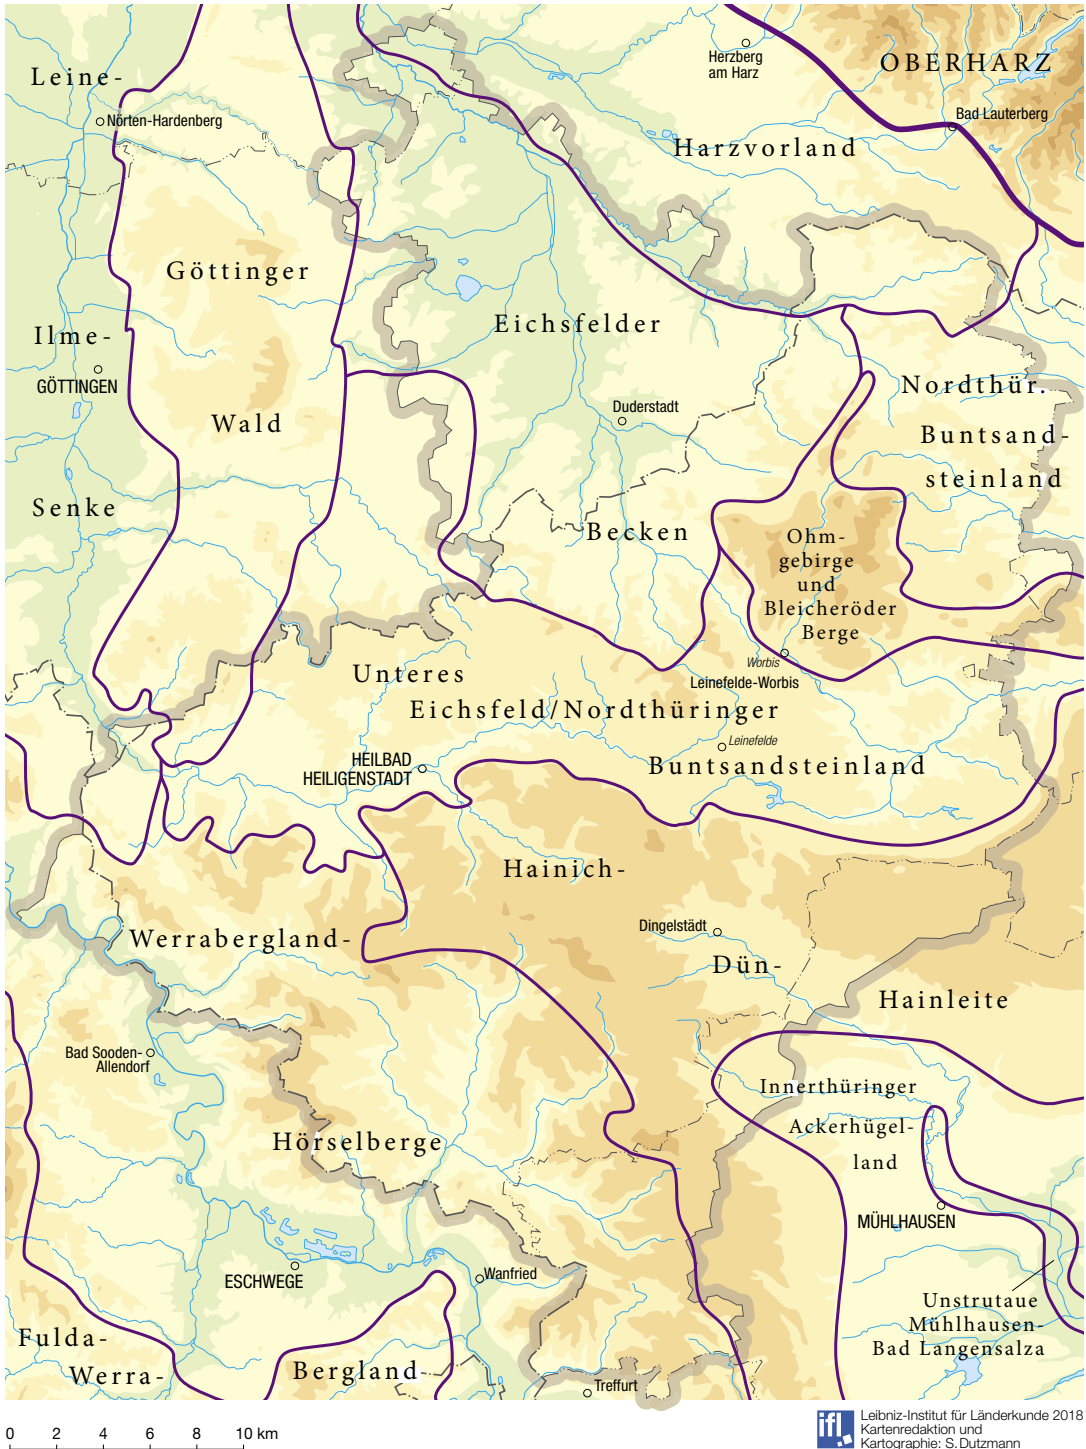 OBERHARZ
Herzberg
am Harz
Leine-
Nörten-Hardenberg
Bad Lauterberg
Harzvorland
Göttinger
Eichsfelder
Ilme-
GÖTTINGEN
Nordthür.
Duderstadt
Wald
Buntsand-
steinland
Senke
Becken
Ohm-
gebirge
und
Bleicheröder
Berge
Worbis
Leinefelde-Worbis
Unteres
Eichsfeld/Nordthüringer
Leinefelde
Buntsandsteinland
HEILBAD
HEILIGENSTADT
Hainich-
Dingelstädt
Werrabergland-
Dün-
Hainleite
Bad Sooden-
Allendorf
Innerthüringer
Ackerhügel-
land
Hörselberge
MÜHLHAUSEN
ESCHWEGE
Wanfried
Unstrutaue
Mühlhausen-
Bad Langensalza
Fulda-
Werra-
Bergland
Treffurt
0 2 4 6 8 10 km
ifl
Leibniz-Institut für Länderkunde 2018
Kartenredaktion und
Kartographie: S. Dutzmann